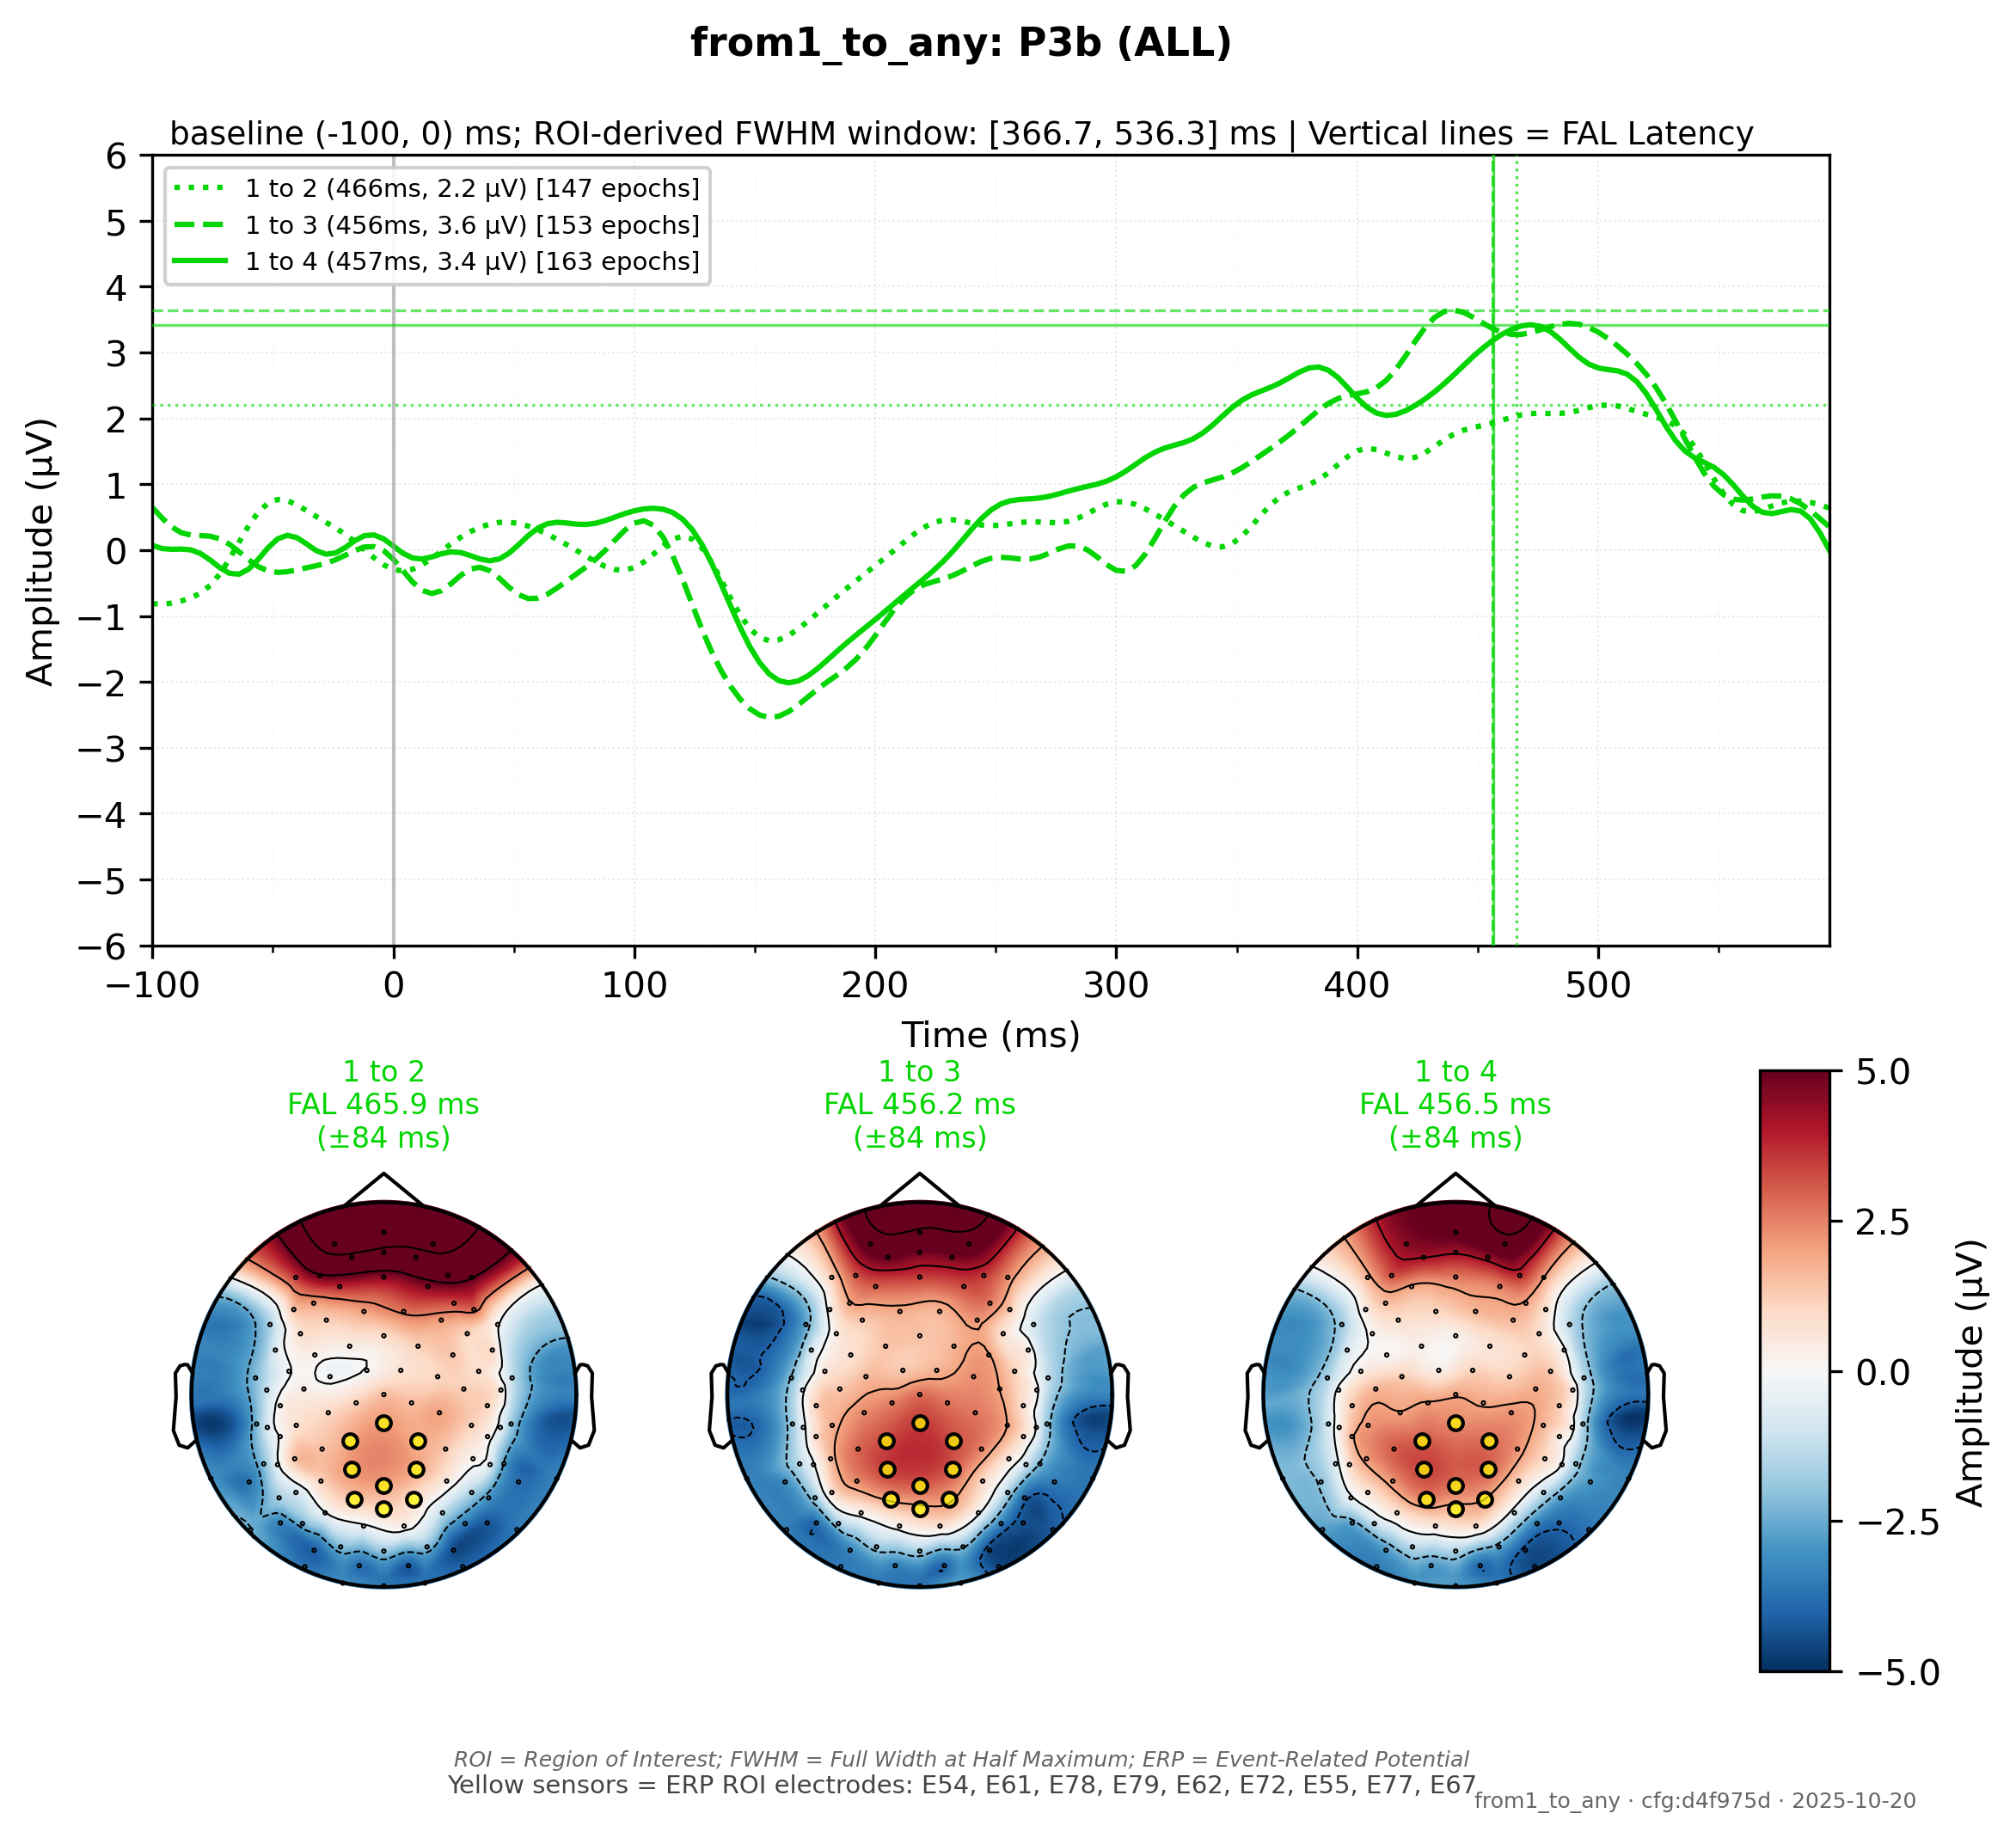 from1_to_any: P3b (ALL)
baseline (-100, 0) ms; ROI-derived FWHM window: [366.7, 536.3] ms | Vertical lines = FAL Latency
1 to 2 (466ms, 2.2 μV) [147 epochs]
1 to 3 (456ms, 3.6 μV) [153 epochs]
1 to 4 (457ms, 3.4 μV) [163 epochs]
Amplitude (μV)
6
5
4
3
2
1
0
−1
−2
−3
−4
−5
−6
−100
0
100
200
300
400
500
Time (ms)
1 to 2
FAL 465.9 ms
(±84 ms)
1 to 3
FAL 456.2 ms
(±84 ms)
1 to 4
FAL 456.5 ms
(±84 ms)
5.0
2.5
0.0
−2.5
−5.0
Amplitude (μV)
ROI = Region of Interest; FWHM = Full Width at Half Maximum; ERP = Event-Related Potential
Yellow sensors = ERP ROI electrodes: E54, E61, E78, E79, E62, E72, E55, E77, E67
from1_to_any · cfg:d4f975d · 2025-10-20